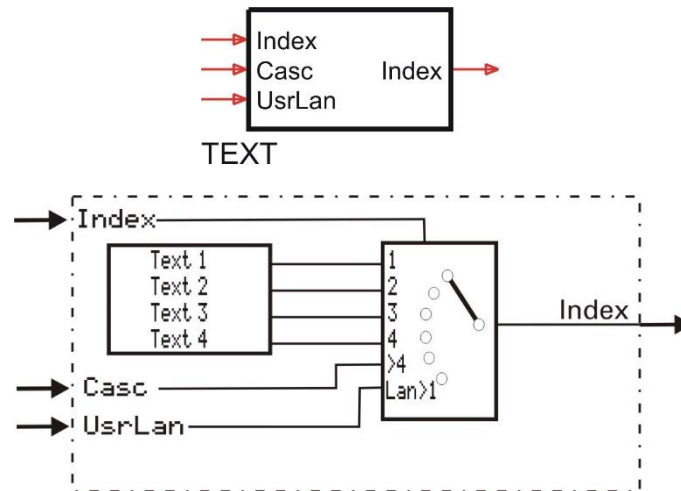 Index
Casc Index
UsrLan
TEXT
Index
Text 1 1
Text 2 2
Text 3 3 Index
Text 4 4
>4
Casc Lan>1
UsrLan